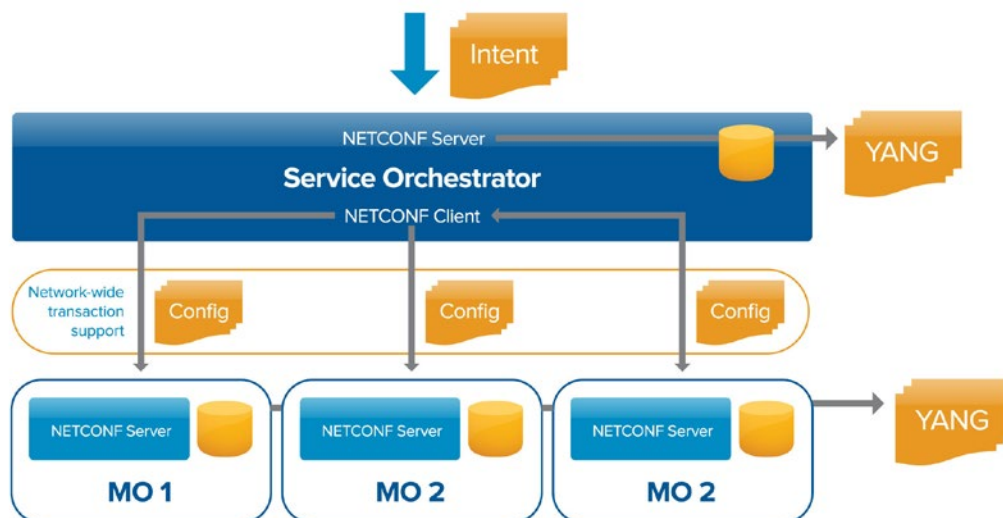 Intent
NETCONF Server
YANG
Service Orchestrator
NETCONF Client
Network-wide
transaction
support
Config
Config
Config
NETCONF Server
NETCONF Server
NETCONF Server
YANG
MO 1
MO 2
MO 2